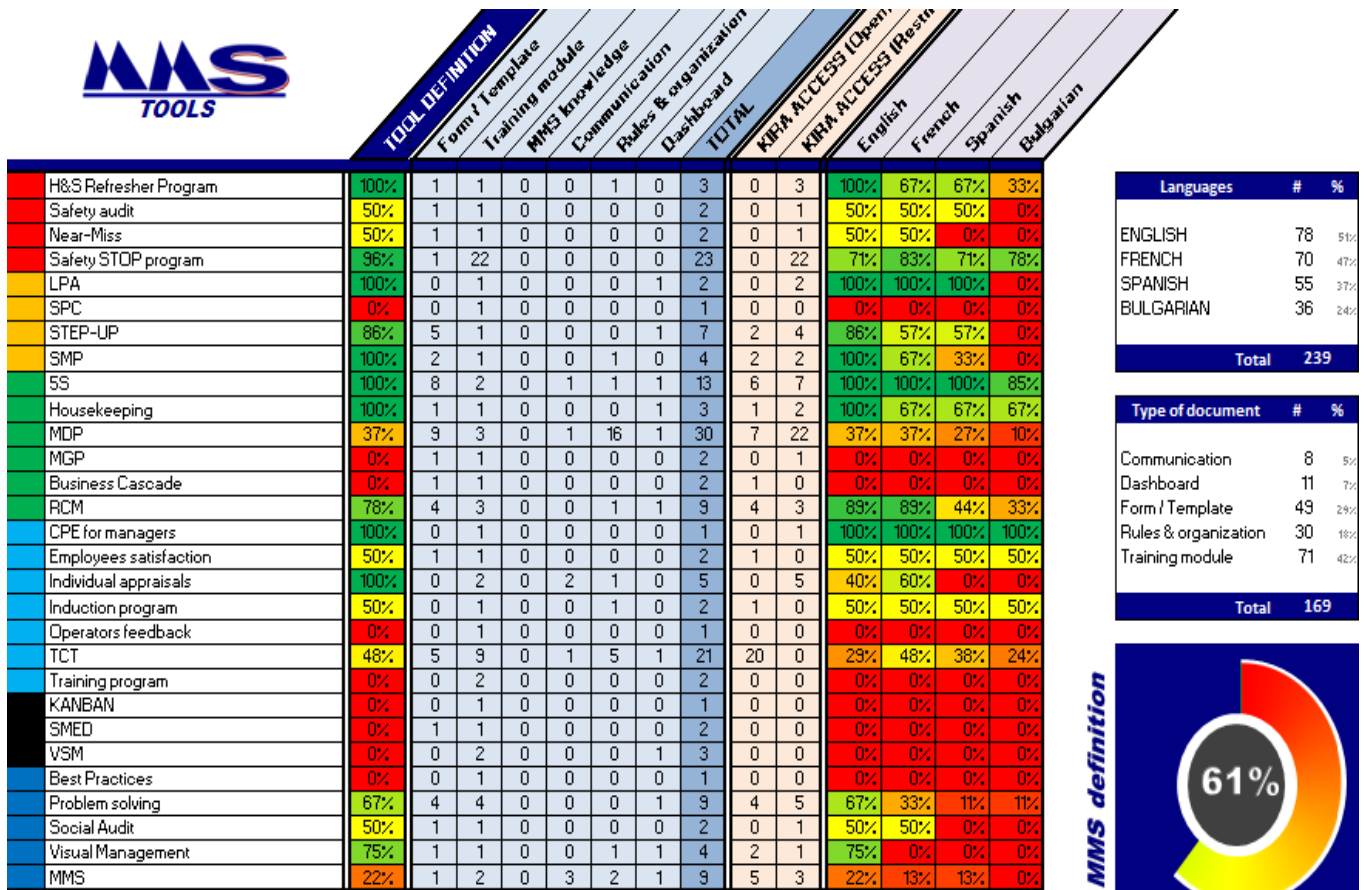 MMS
TOOLS
TOOL DEFINITION
Form / Template
Training module
MMS knowledge
Communication
Rules & organization
Dashboard
TOTAL
KIRA ACCESS (Open
KIRA ACCESS (Restr
English
French
Spanish
Bulgarian
H&S Refresher Program 100% 1 1 0 0 1 0 3 0 3 100% 67% 67% 33%
Safety audit 50% 1 1 0 0 0 0 2 0 1 50% 50% 50% 0%
Near-Miss 50% 1 1 0 0 0 0 2 0 1 50% 50% 0% 0%
Safety STOP program 96% 1 22 0 0 0 0 23 0 22 71% 83% 71% 78%
LPA 100% 0 1 0 0 0 1 2 0 2 100% 100% 100% 0%
SPC 0% 0 1 0 0 0 0 1 0 0 0% 0% 0% 0%
STEP-UP 86% 5 1 0 0 0 1 7 2 4 86% 57% 57% 0%
SMP 100% 2 1 0 0 1 0 4 2 2 100% 67% 33% 0%
5S 100% 8 2 0 1 1 1 13 6 7 100% 100% 100% 85%
Housekeeping 100% 1 1 0 0 0 1 3 1 2 100% 67% 67% 67%
MDP 37% 9 3 0 1 16 1 30 7 22 37% 37% 27% 10%
MGP 0% 1 1 0 0 0 0 2 0 1 0% 0% 0% 0%
Business Cascade 0% 1 1 0 0 0 0 2 1 0 0% 0% 0% 0%
RCM 78% 4 3 0 0 1 1 9 4 3 89% 89% 44% 33%
CPE for managers 100% 0 1 0 0 0 0 1 0 1 100% 100% 100% 100%
Employees satisfaction 50% 1 1 0 0 0 0 2 1 0 50% 50% 50% 50%
Individual appraisals 100% 0 2 0 2 1 0 5 0 5 40% 60% 0% 0%
Induction program 50% 0 1 0 0 1 0 2 1 0 50% 50% 50% 50%
Operators feedback 0% 0 1 0 0 0 0 1 0 0 0% 0% 0% 0%
TCT 48% 5 9 0 1 5 1 21 20 0 29% 48% 38% 24%
Training program 0% 0 2 0 0 0 0 2 0 0 0% 0% 0% 0%
KANBAN 0% 0 1 0 0 0 0 1 0 0 0% 0% 0% 0%
SMED 0% 1 1 0 0 0 0 2 0 0 0% 0% 0% 0%
VSM 0% 0 2 0 0 0 1 3 0 0 0% 0% 0% 0%
Best Practices 0% 0 1 0 0 0 0 1 0 0 0% 0% 0% 0%
Problem solving 67% 4 4 0 0 0 1 9 4 5 67% 33% 11% 11%
Social Audit 50% 1 1 0 0 0 0 2 0 1 50% 50% 0% 0%
Visual Management 75% 1 1 0 0 1 1 4 2 1 75% 0% 0% 0%
MMS 22% 1 2 0 3 2 1 9 5 3 22% 13% 13% 0%
Languages # %
ENGLISH 78 51%
FRENCH 70 47%
SPANISH 55 37%
BULGARIAN 36 24%
Total 239
Type of document # %
Communication 8 5%
Dashboard 11 7%
Form / Template 49 29%
Rules & organization 30 18%
Training module 71 42%
Total 169
MMS definition
61%